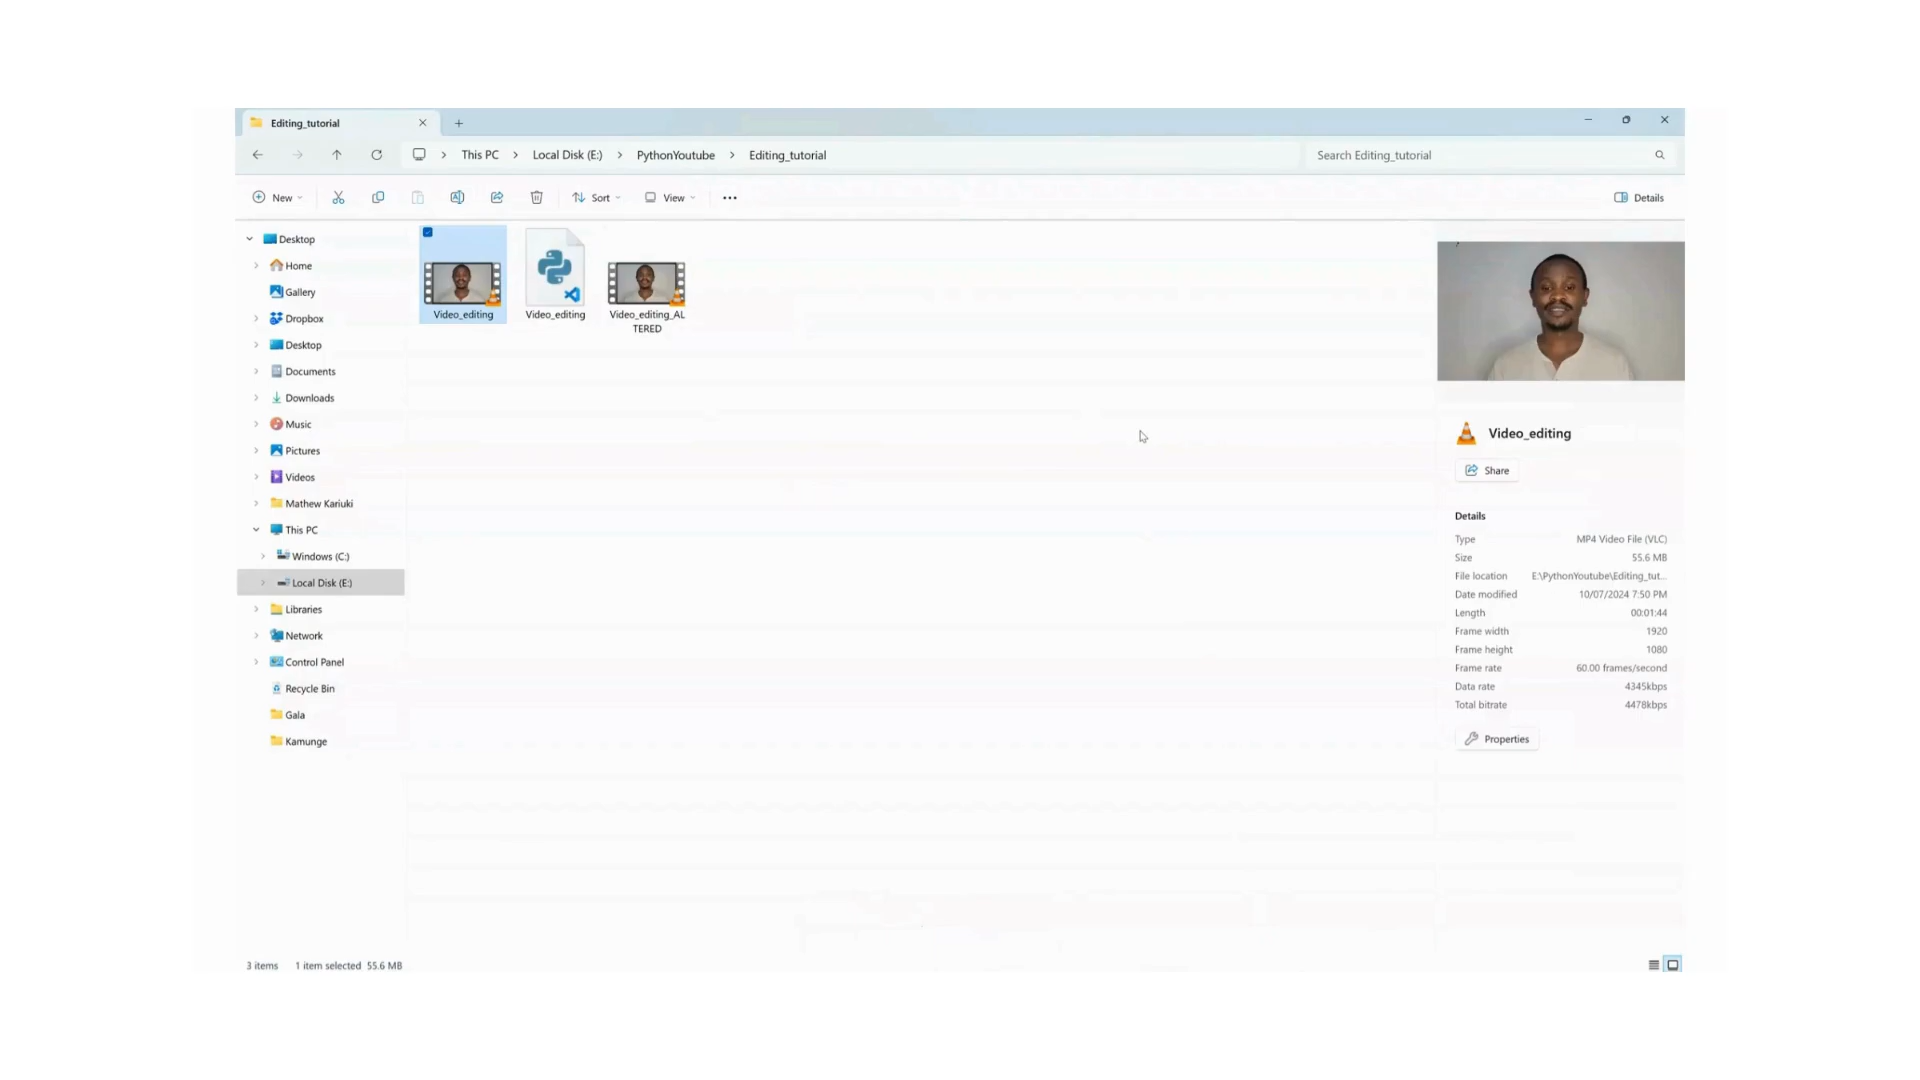 Editing_tutorial
This PC > Local Disk (E:) > PythonYoutube > Editing_tutorial
Search Editing_tutorial
New
Sort
View
Details
Desktop
Home
Gallery
Dropbox
Desktop
Documents
Downloads
Music
Pictures
Videos
Mathew Kariuki
This PC
Windows (C:)
Local Disk (E:)
Libraries
Network
Control Panel
Recycle Bin
Gala
Kamunge
Video_editing
Video_editing
Video_editing_AL
TERED
Video_editing
Share
Details
Type MP4 Video File (VLC)
Size 55.6 MB
File location E:\PythonYoutube\Editing_tut...
Date modified 10/07/2024 7:50 PM
Length 00:01:44
Frame width 1920
Frame height 1080
Frame rate 60.00 frames/second
Data rate 4345kbps
Total bitrate 4478kbps
Properties
3 items 1 item selected 55.6 MB